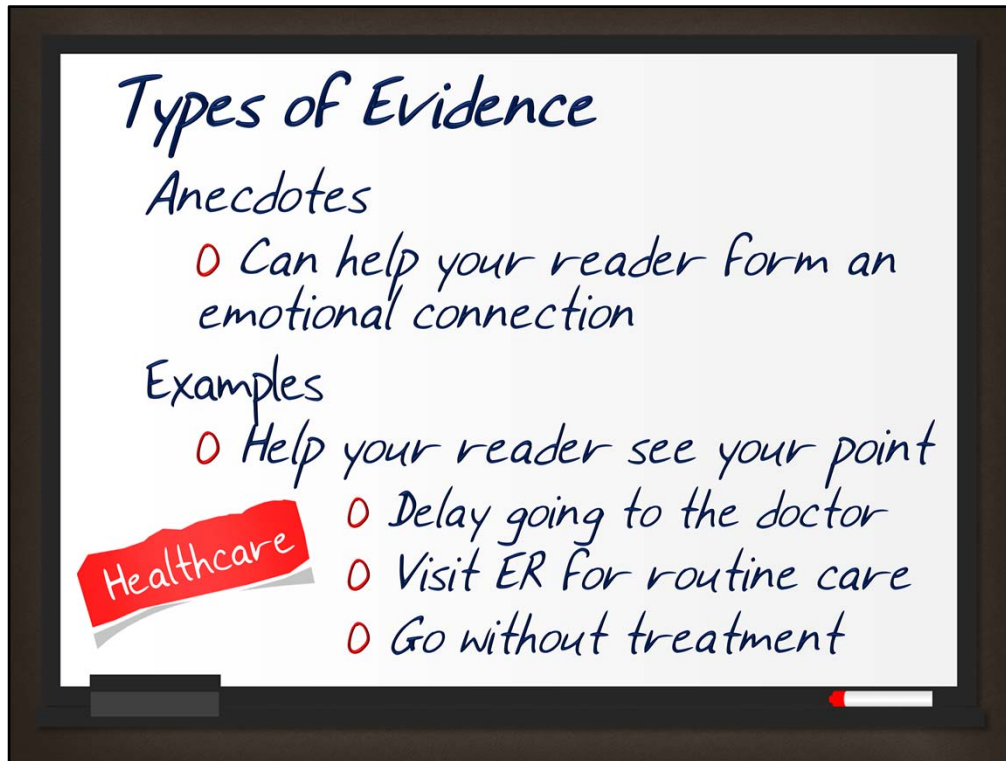 Types of Evidence
Anecdotes
O Can help your reader form an
emotional connection
Examples
O Help your reader see your point
O Delay going to the doctor
Healthcare
O Visit ER for routine care
O Go without treatment